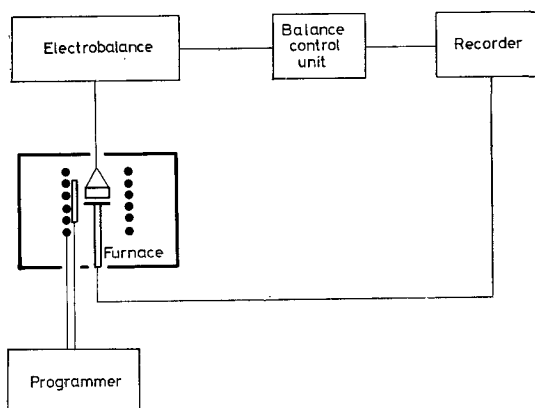 Electrobalance
Balance
control
unit
Recorder
Furnace
Programmer